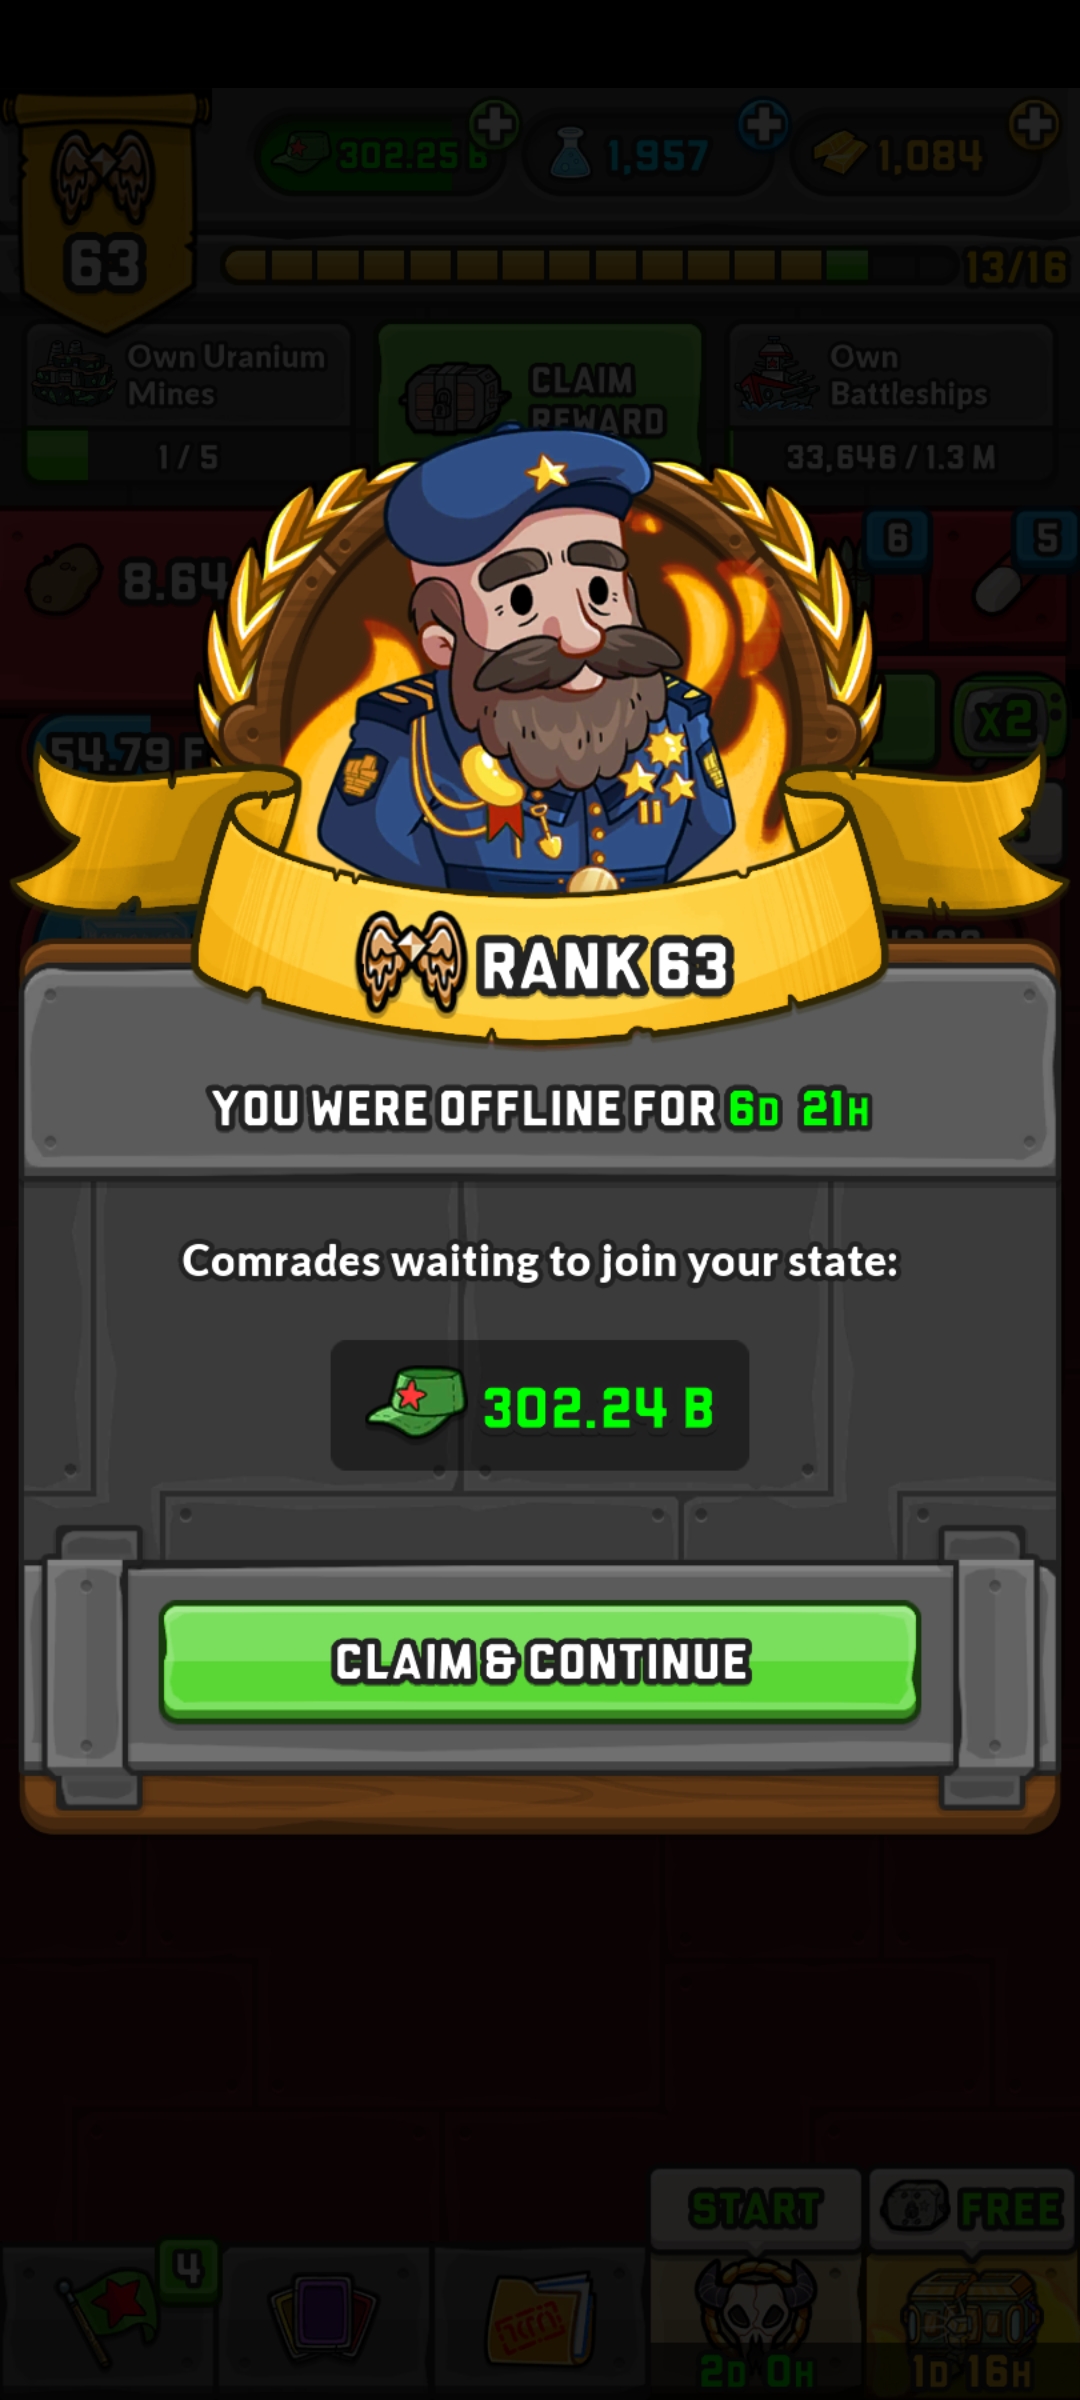 302.25 B
1,957
1,084
63
13/16
Own Uranium
Mines
1 / 5
CLAIM
REWARD
Own
Battleships
33,646 / 1.3 M
8.64
6
5
54.79 F
x2
RANK 63
YOU WERE OFFLINE FOR 6D 21H
Comrades waiting to join your state:
302.24 B
CLAIM & CONTINUE
START
FREE
4
2D 0H
1D 16H